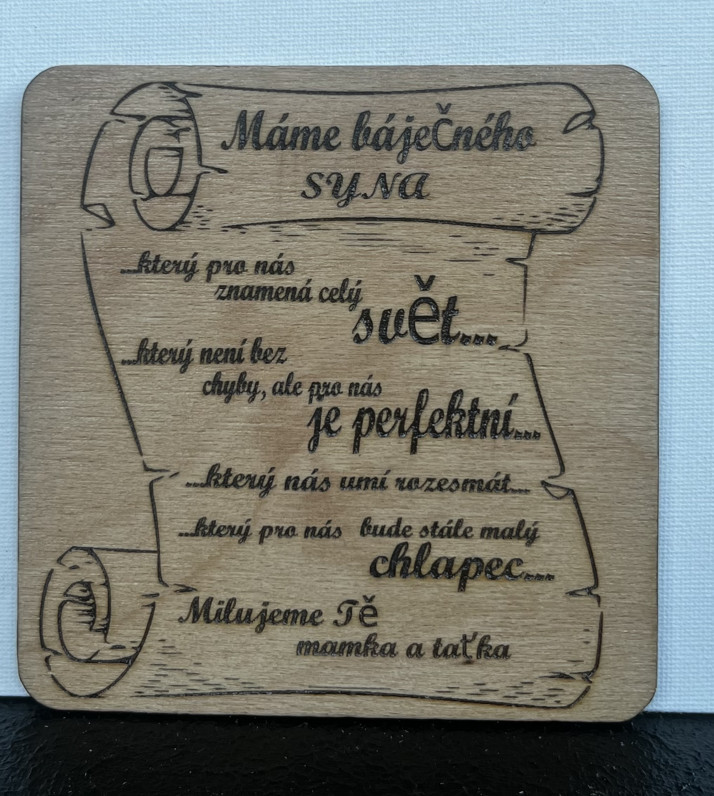 Máme báječného
SYNA
...který pro nás
znamená celý
svět...
...který není bez
chyby, ale pro nás
je perfektní...
...který nás umí rozesmát...
...který pro nás bude stále malý
chlapec...
Milujeme Tě
mamka a taťka